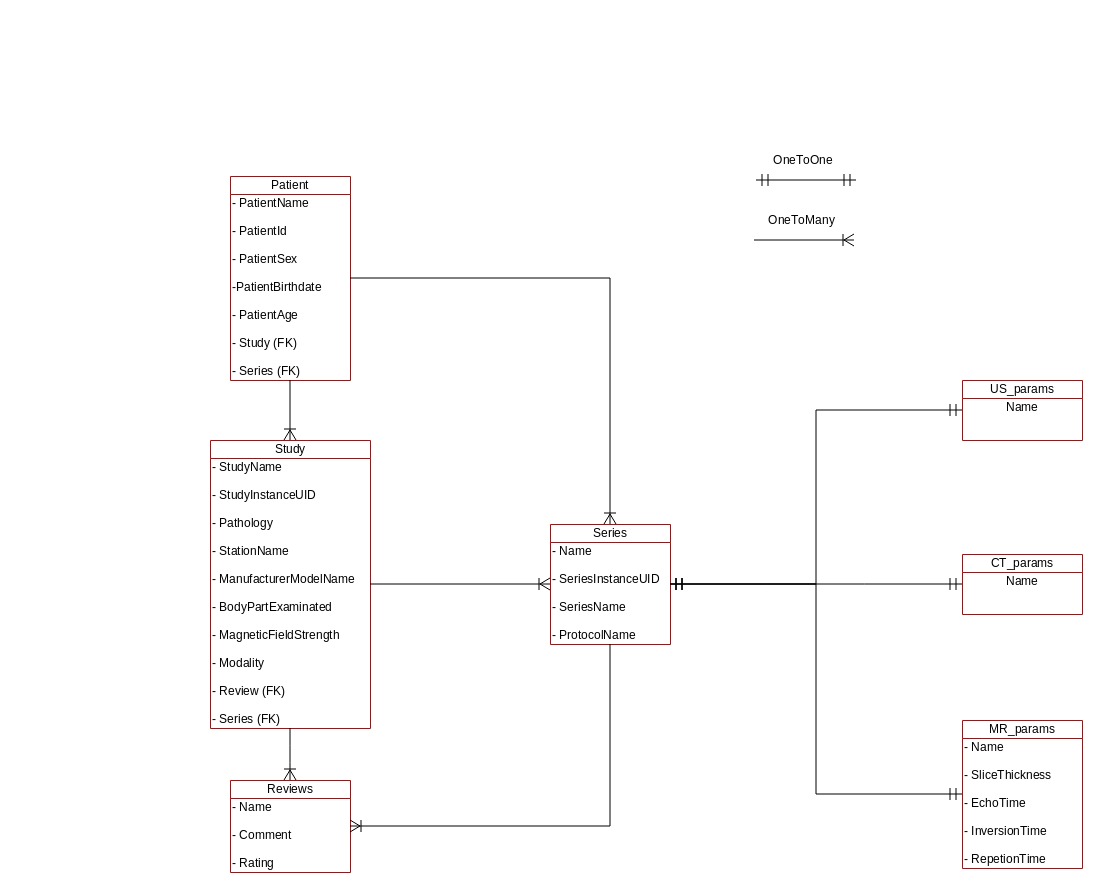 OneToOne
OneToMany
Patient
- PatientName
- PatientId
- PatientSex
-PatientBirthdate
- PatientAge
- Study (FK)
- Series (FK)
Study
- StudyName
- StudyInstanceUID
- Pathology
- StationName
- ManufacturerModelName
- BodyPartExaminated
- MagneticFieldStrength
- Modality
- Review (FK)
- Series (FK)
Reviews
- Name
- Comment
- Rating
Series
- Name
- SeriesInstanceUID
- SeriesName
- ProtocolName
US_params
Name
CT_params
Name
MR_params
- Name
- SliceThickness
- EchoTime
- InversionTime
- RepetionTime